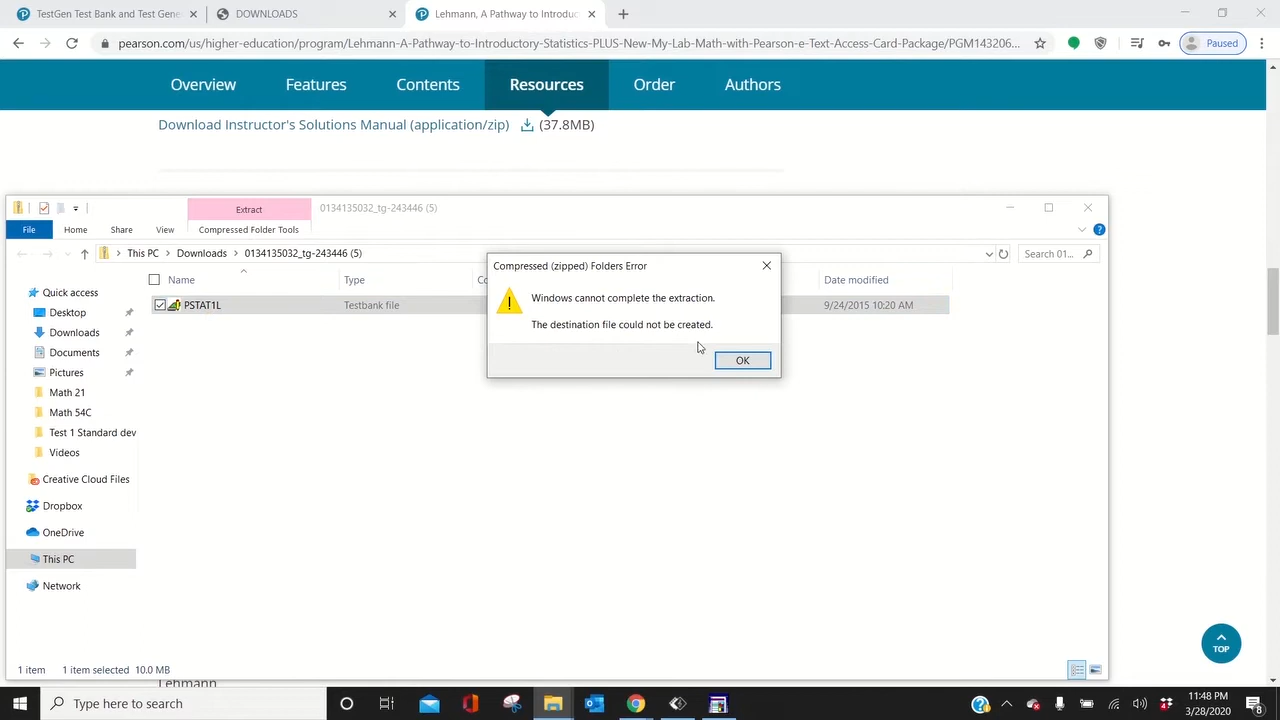 TestGen Test Bank and Test Gene
DOWNLOADS
Lehmann, A Pathway to Introduc
pearson.com/us/higher-education/program/Lehmann-A-Pathway-to-Introductory-Statistics-PLUS-New-My-Lab-Math-with-Pearson-e-Text-Access-Card-Package/PGM143206...
Paused
Overview
Features
Contents
Resources
Order
Authors
Download Instructor's Solutions Manual (application/zip) (37.8MB)
Extract
0134135032_tg-243446 (5)
File
Home
Share
View
Compressed Folder Tools
This PC
Downloads
0134135032_tg-243446 (5)
Search 01...
Name
Type
Co
Date modified
PSTAT1L
Testbank file
9/24/2015 10:20 AM
Compressed (zipped) Folders Error
Windows cannot complete the extraction.
The destination file could not be created.
OK
Quick access
Desktop
Downloads
Documents
Pictures
Math 21
Math 54C
Test 1 Standard dev
Videos
Creative Cloud Files
Dropbox
OneDrive
This PC
Network
1 item
1 item selected 10.0 MB
TOP
Lehmann
Type here to search
11:48 PM
3/28/2020
8